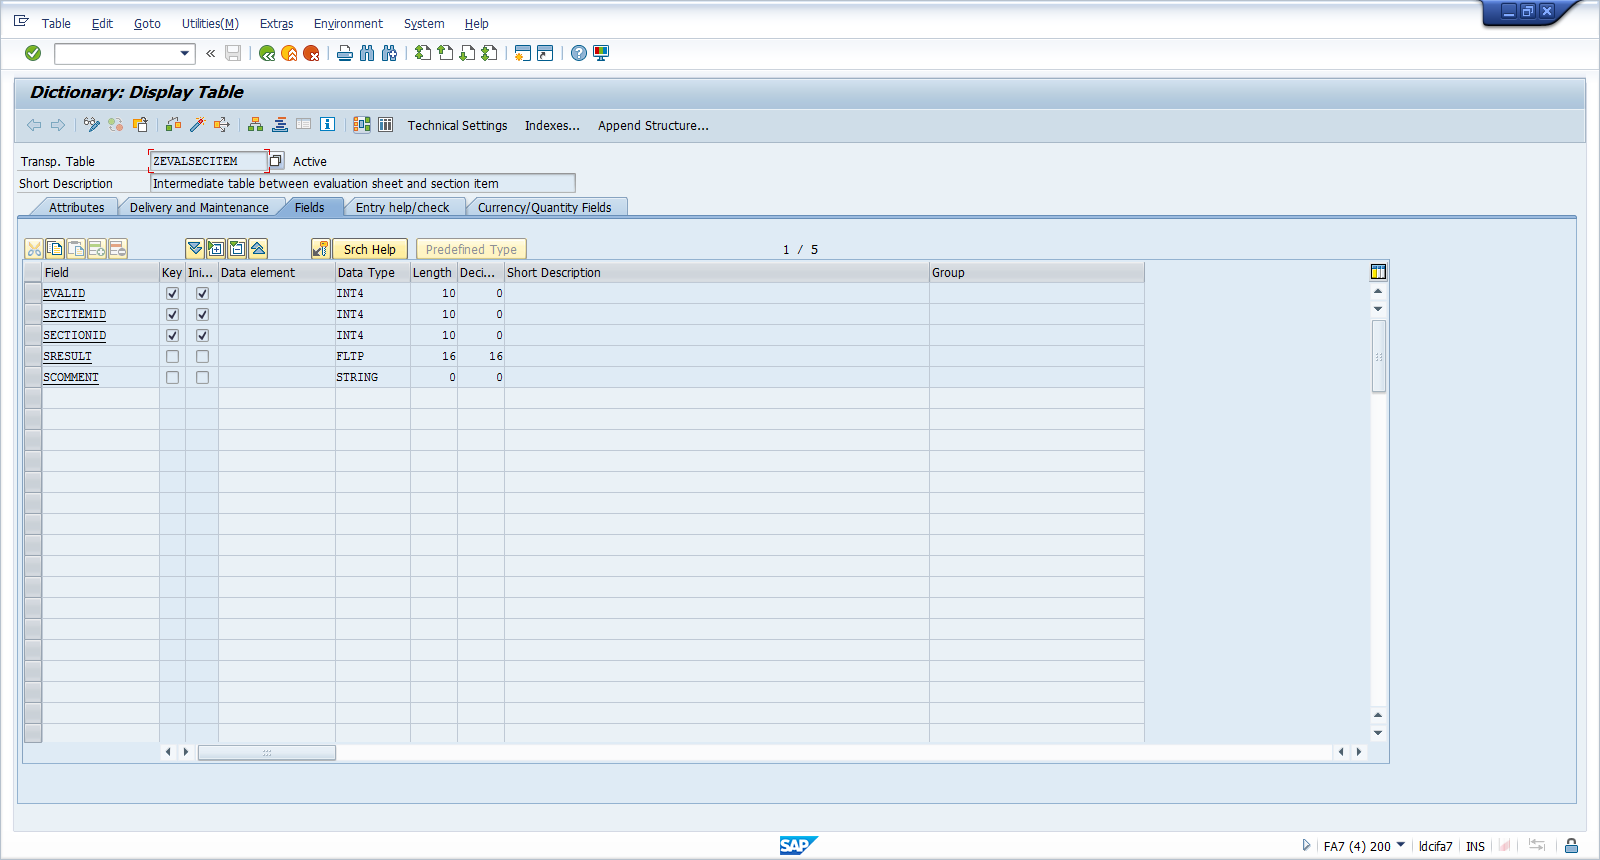 Table Edit Goto Utilities(M) Extras Environment System Help
Dictionary: Display Table
Technical Settings Indexes... Append Structure...
Transp. Table ZEVALSECITEM Active
Short Description Intermediate table between evaluation sheet and section item
Attributes Delivery and Maintenance Fields Entry help/check Currency/Quantity Fields
Srch Help Predefined Type 1 / 5
Field Key Ini... Data element Data Type Length Deci... Short Description Group
EVALID INT4 10 0
SECITEMID INT4 10 0
SECTIONID INT4 10 0
SRESULT FLTP 16 16
SCOMMENT STRING 0 0
SAP FA7 (4) 200 ldcifa7 INS